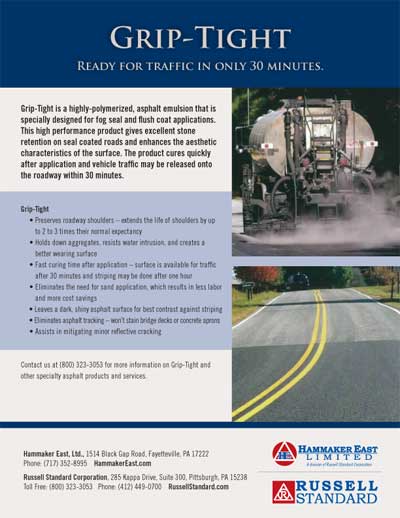 GRIP-TIGHT
READY FOR TRAFFIC IN ONLY 30 MINUTES.
Grip-Tight is a highly-polymerized, asphalt emulsion that is
specially designed for fog seal and flush coat applications.
This high performance product gives excellent stone
retention on seal coated roads and enhances the aesthetic
characteristics of the surface. The product cures quickly
after application and vehicle traffic may be released onto
the roadway within 30 minutes.
Grip-Tight
• Preserves roadway shoulders – extends the life of shoulders by up
to 2 to 3 times their normal expectancy
• Holds down aggregates, resists water intrusion, and creates a
better wearing surface
• Fast curing time after application – surface is available for traffic
after 30 minutes and striping may be done after one hour
• Eliminates the need for sand application, which results in less labor
and more cost savings
• Leaves a dark, shiny asphalt surface for best contrast against striping
• Eliminates asphalt tracking – won't stain bridge decks or concrete aprons
• Assists in mitigating minor reflective cracking
Contact us at (800) 323-3053 for more information on Grip-Tight and
other specialty asphalt products and services.
Hammaker East, Ltd., 1514 Black Gap Road, Fayetteville, PA 17222
Phone: (717) 352-8995 HammakerEast.com
Russell Standard Corporation, 285 Kappa Drive, Suite 300, Pittsburgh, PA 15238
Toll Free: (800) 323-3053 Phone: (412) 449-0700 RussellStandard.com
HAMMAKER EAST
LIMITED
A division of Russell Standard Corporation
RUSSELL
STANDARD